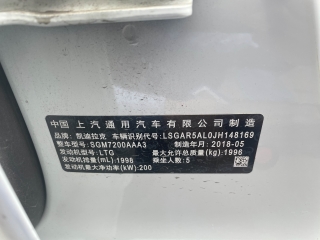 中国 上汽通用汽车有限公司 制造
品牌: 凯迪拉克 车辆识别代号: LSGAR5AL0JH148169
整车型号: SGM7200AAA3 制造年月: 2018-05
发动机型号: LTG 最大允许总质量(kg): 1996
发动机排量(mL): 1998 乘坐人数: 5
发动机最大净功率(kW): 200